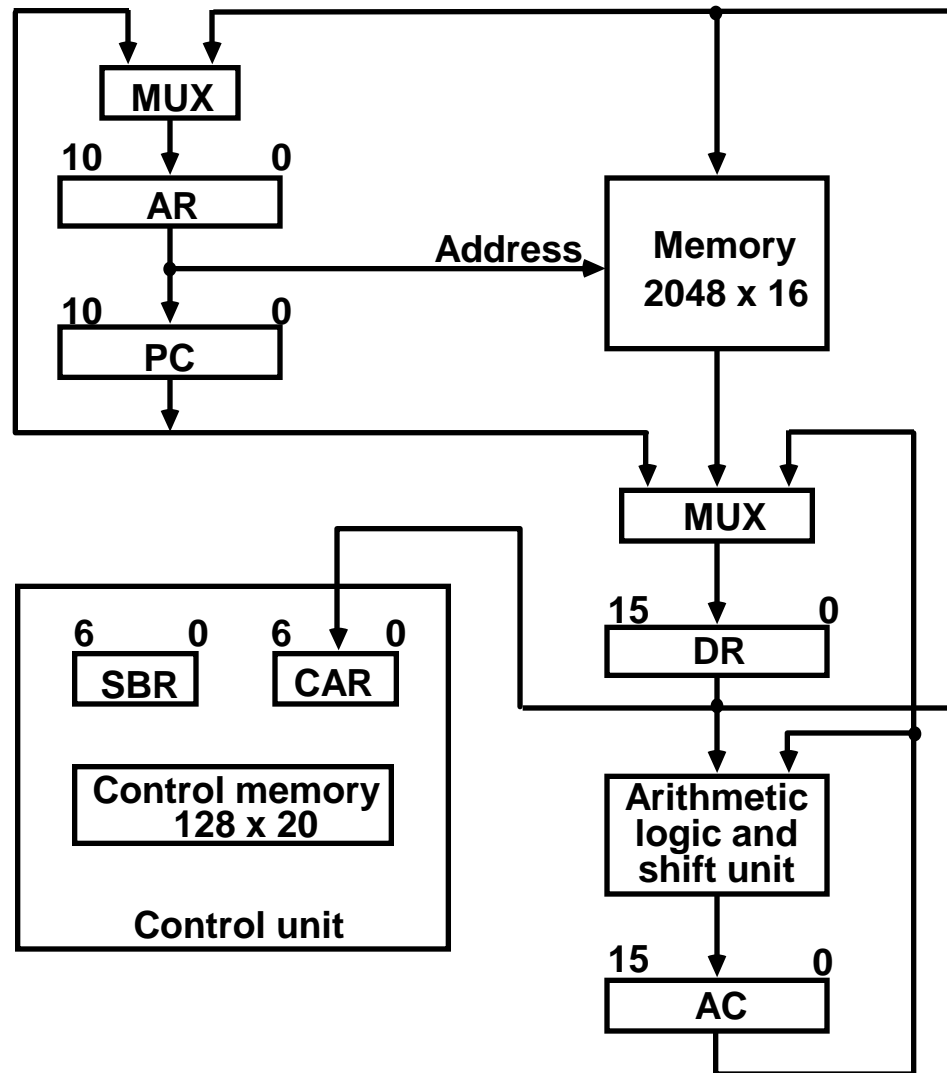 MUX
10 0
AR
Address
Memory
2048 x 16
10 0
PC
MUX
15 0
DR
6 0 6 0
SBR CAR
Control memory
128 x 20
Control unit
Arithmetic
logic and
shift unit
15 0
AC